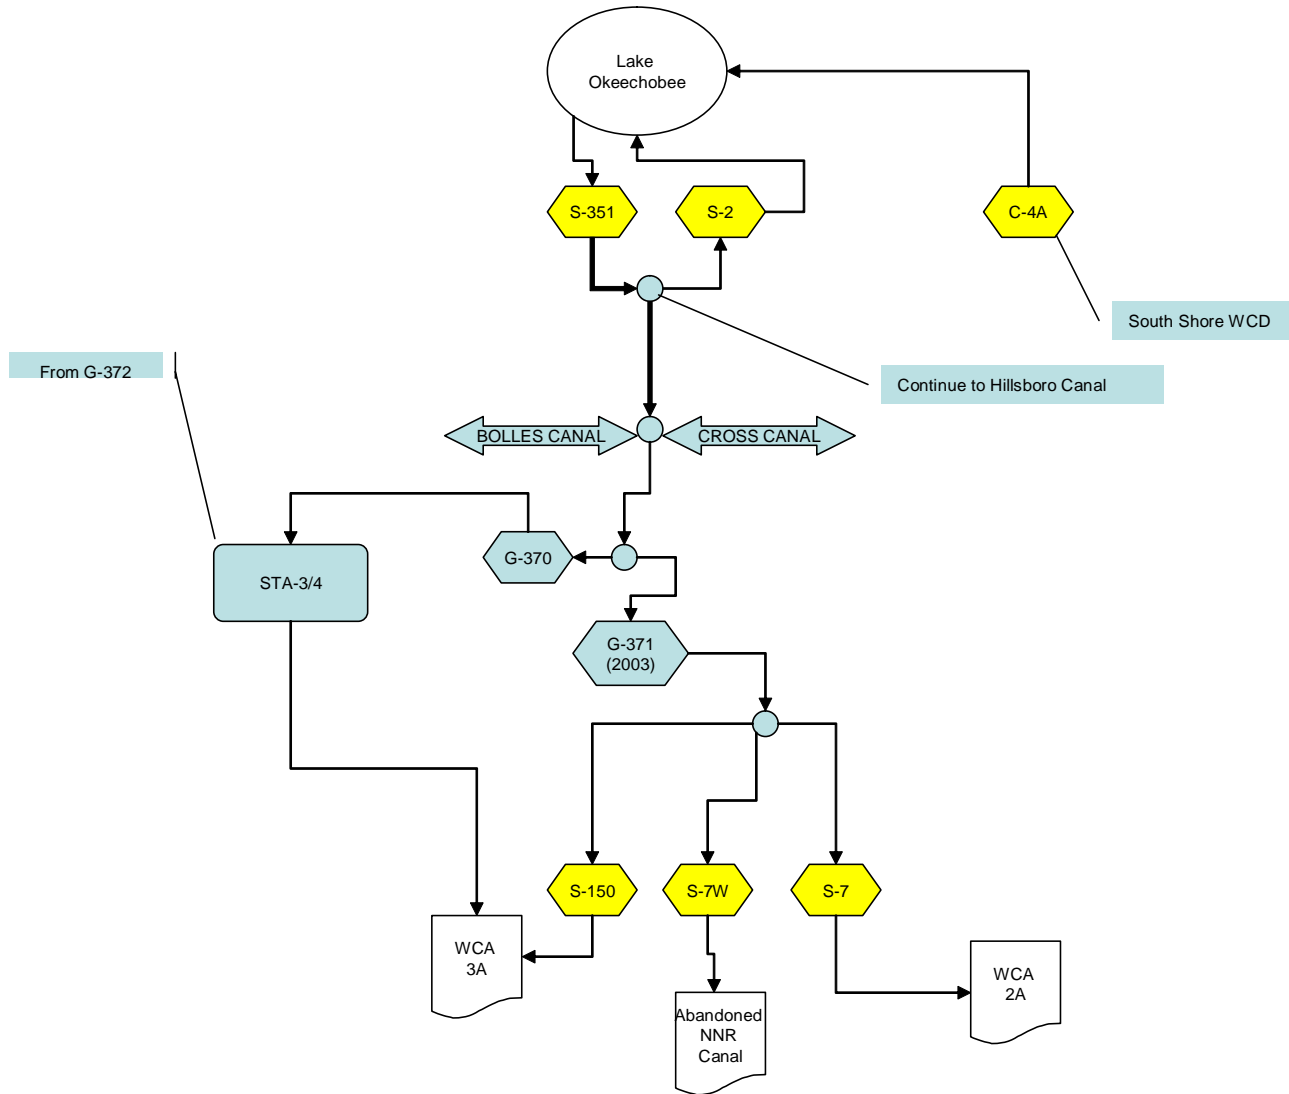 Lake
Okeechobee
S-351
S-2
C-4A
South Shore WCD
From G-372
Continue to Hillsboro Canal
BOLLES CANAL
CROSS CANAL
G-370
STA-3/4
G-371
(2003)
S-150
S-7W
S-7
WCA
3A
WCA
2A
Abandoned
NNR
Canal